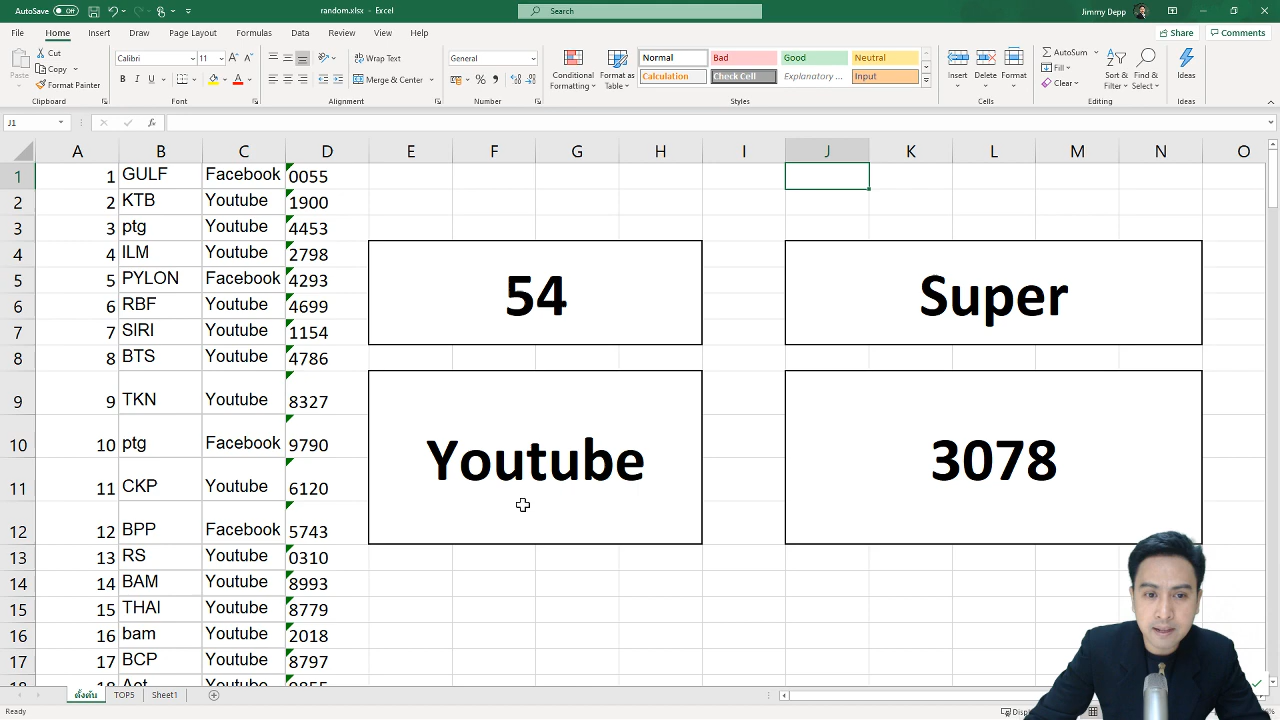 AutoSave Off random.xlsx - Excel Search Jimmy Depp
File Home Insert Draw Page Layout Formulas Data Review View Help Share Comments
Cut
Copy
Format Painter
Paste
Clipboard
Calibri 11
B I U
Font
Wrap Text
Merge & Center
Alignment
General
Number
Conditional Formatting
Format as Table
Normal Bad Good Neutral
Calculation Check Cell Explanatory ... Input
Styles
Insert Delete Format
Cells
AutoSum
Fill
Clear
Sort & Filter
Find & Select
Editing
Ideas
Ideas
J1 fx
A B C D E F G H I J K L M N O
1 1 GULF Facebook 0055
2 2 KTB Youtube 1900
3 3 ptg Youtube 4453
4 4 ILM Youtube 2798
5 5 PYLON Facebook 4293
6 6 RBF Youtube 4699
7 7 SIRI Youtube 1154
8 8 BTS Youtube 4786
9 9 TKN Youtube 8327
10 10 ptg Facebook 9790
11 11 CKP Youtube 6120
12 12 BPP Facebook 5743
13 13 RS Youtube 0310
14 14 BAM Youtube 8993
15 15 THAI Youtube 8779
16 16 bam Youtube 2018
17 17 BCP Youtube 8797
54 Super
Youtube 3078
ตั้งต้น TOP5 Sheet1
Ready